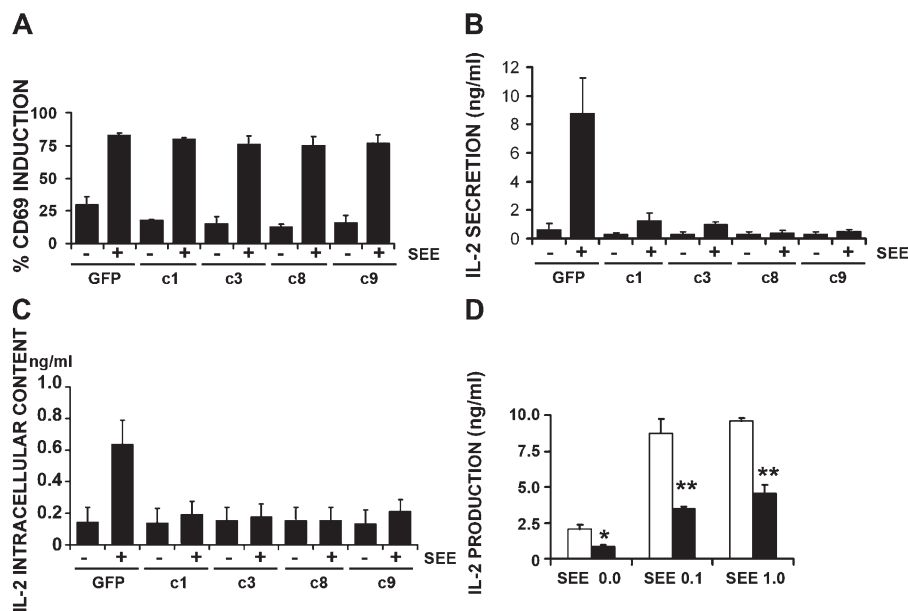 A
% CD69 INDUCTION
100
75
50
25
0
- + - + - + - + - + SEE
GFP c1 c3 c8 c9
B
IL-2 SECRETION (ng/ml)
12
10
8
6
4
2
0
- + - + - + - + - + SEE
GFP c1 c3 c8 c9
C
IL-2 INTRACELLULAR CONTENT
ng/ml
1.0
0.8
0.6
0.4
0.2
0
- + - + - + - + - + SEE
GFP c1 c3 c8 c9
D
IL-2 PRODUCTION (ng/ml)
10.0
7.5
5.0
2.5
0
*
**
**
SEE 0.0 SEE 0.1 SEE 1.0